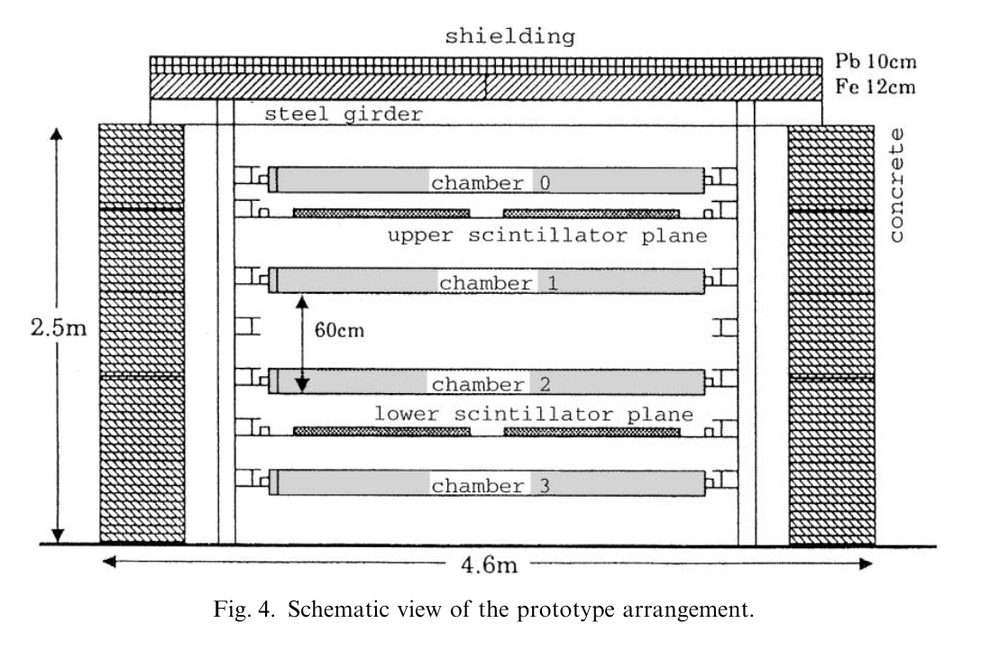 shielding
Pb 10cm
Fe 12cm
steel girder
concrete
chamber 0
upper scintillator plane
chamber 1
2.5m
60cm
chamber 2
lower scintillator plane
chamber 3
4.6m
Fig. 4. Schematic view of the prototype arrangement.